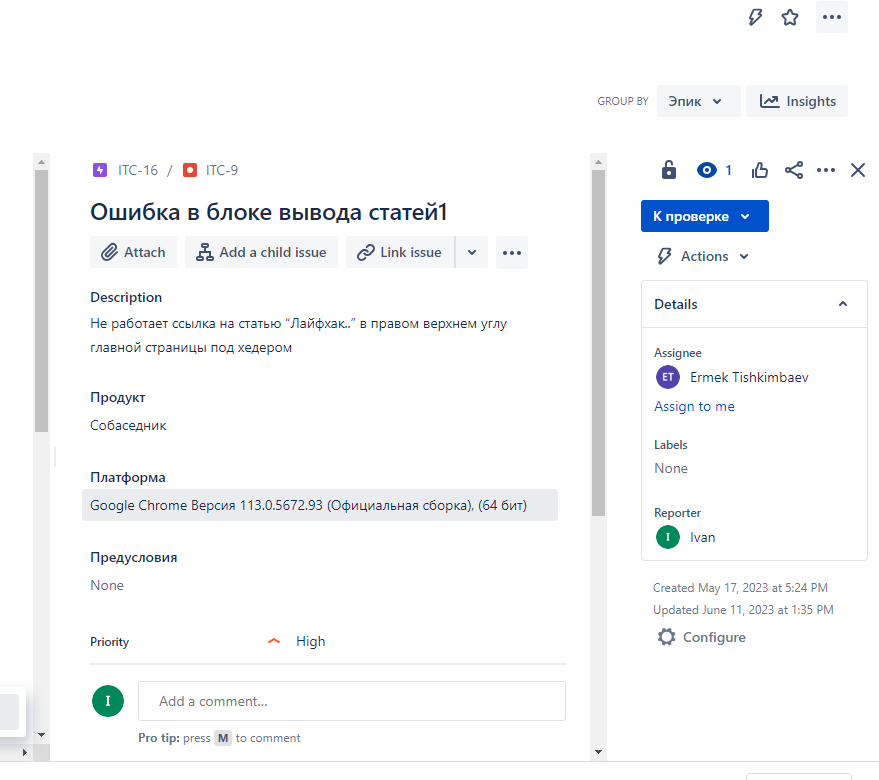 GROUP BY Эпик Insights
ITC-16 / ITC-9
1
Ошибка в блоке вывода статей1
К проверке
Attach Add a child issue Link issue
Actions
Description
Не работает ссылка на статью “Лайфхак..” в правом верхнем углу
главной страницы под хедером
Продукт
Собаседник
Платформа
Google Chrome Версия 113.0.5672.93 (Официальная сборка), (64 бит)
Предусловия
None
Priority High
I Add a comment...
Pro tip: press M to comment
Details
Assignee
ET Ermek Tishkimbaev
Assign to me
Labels
None
Reporter
I Ivan
Created May 17, 2023 at 5:24 PM
Updated June 11, 2023 at 1:35 PM
Configure